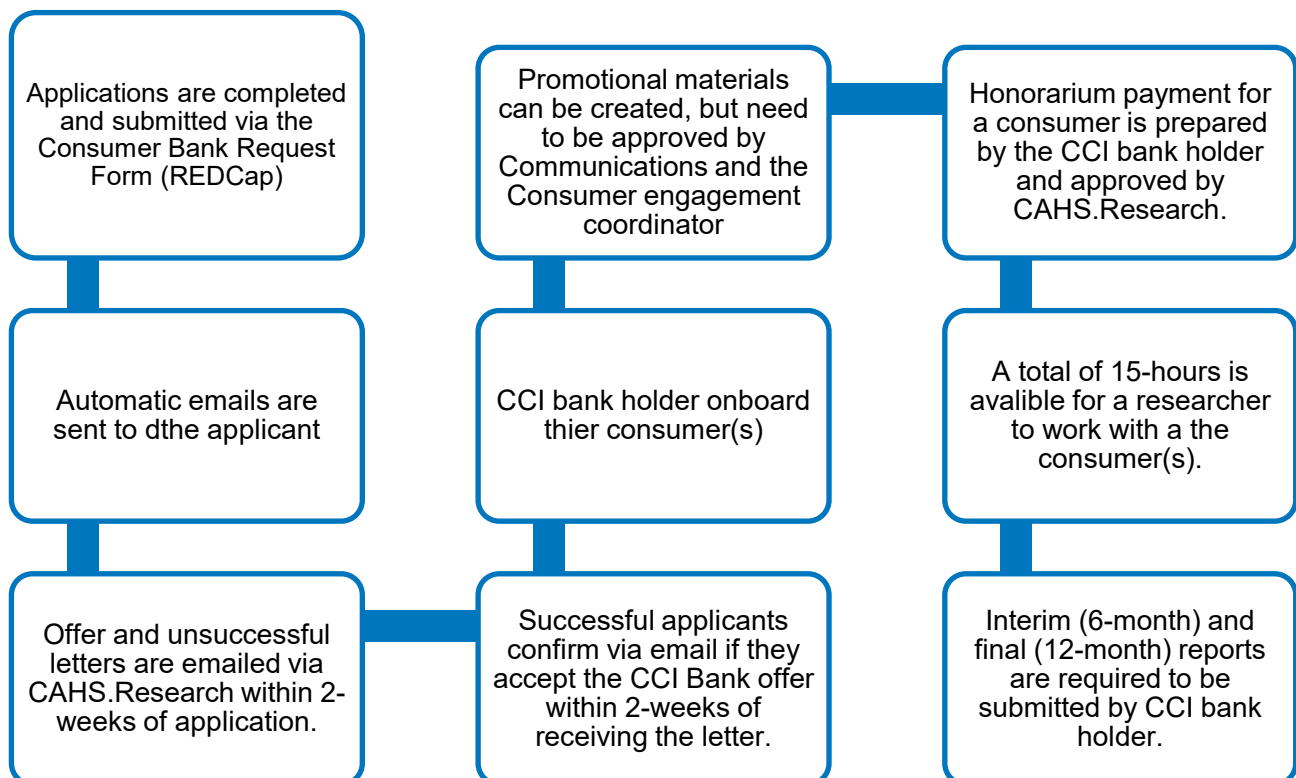 Applications are completed
and submitted via the
Consumer Bank Request
Form (REDCap)
Automatic emails are
sent to dthe applicant
Offer and unsuccessful
letters are emailed via
CAHS.Research within 2-
weeks of application.
Successful applicants
confirm via email if they
accept the CCI Bank offer
within 2-weeks of
receiving the letter.
CCI bank holder onboard
thier consumer(s)
Promotional materials
can be created, but need
to be approved by
Communications and the
Consumer engagement
coordinator
Honorarium payment for
a consumer is prepared
by the CCI bank holder
and approved by
CAHS.Research.
A total of 15-hours is
avalible for a researcher
to work with a the
consumer(s).
Interim (6-month) and
final (12-month) reports
are required to be
submitted by CCI bank
holder.